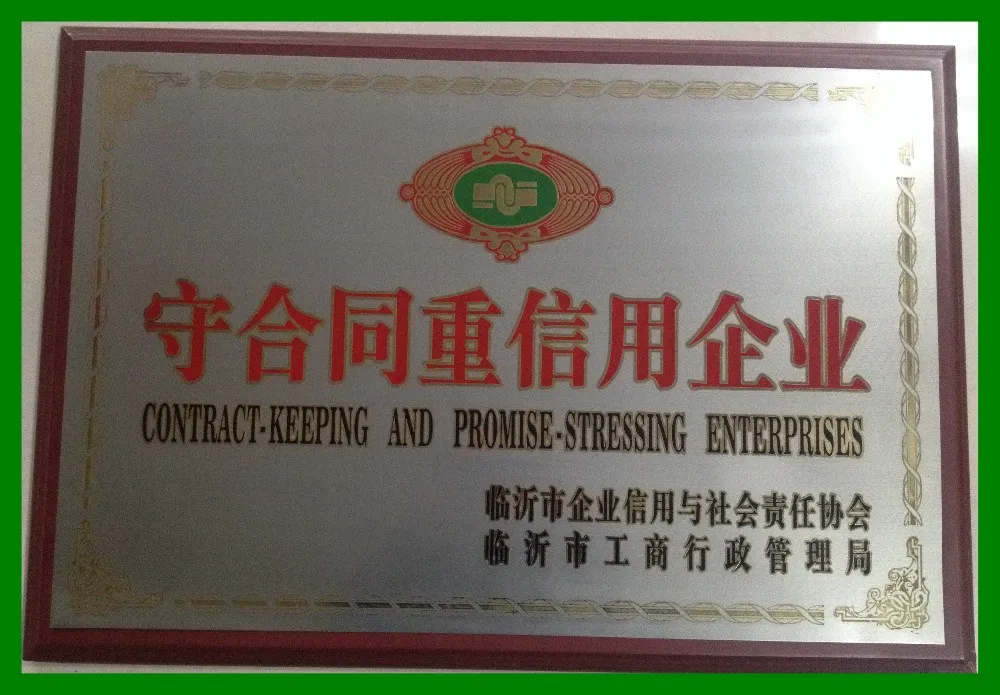 守合同重信用企业
CONTRACT-KEEPING AND PROMISE-STRESSING ENTERPRISES
临沂市企业信用与社会责任协会
临沂市工商行政管理局